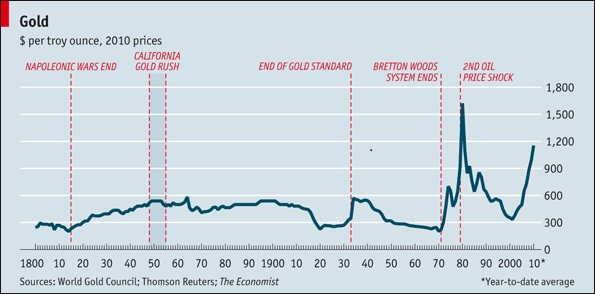 Gold
$ per troy ounce, 2010 prices
NAPOLEONIC WARS END
CALIFORNIA
GOLD RUSH
END OF GOLD STANDARD
BRETTON WOODS
SYSTEM ENDS
2ND OIL
PRICE SHOCK
1,800
1,500
1,200
900
600
300
0
1800 10 20 30 40 50 60 70 80 90 1900 10 20 30 40 50 60 70 80 90 2000 10*
Sources: World Gold Council; Thomson Reuters; The Economist
*Year-to-date average